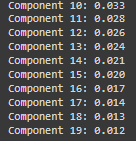 Component 10: 0.033
Component 11: 0.028
Component 12: 0.026
Component 13: 0.024
Component 14: 0.021
Component 15: 0.020
Component 16: 0.017
Component 17: 0.014
Component 18: 0.013
Component 19: 0.012